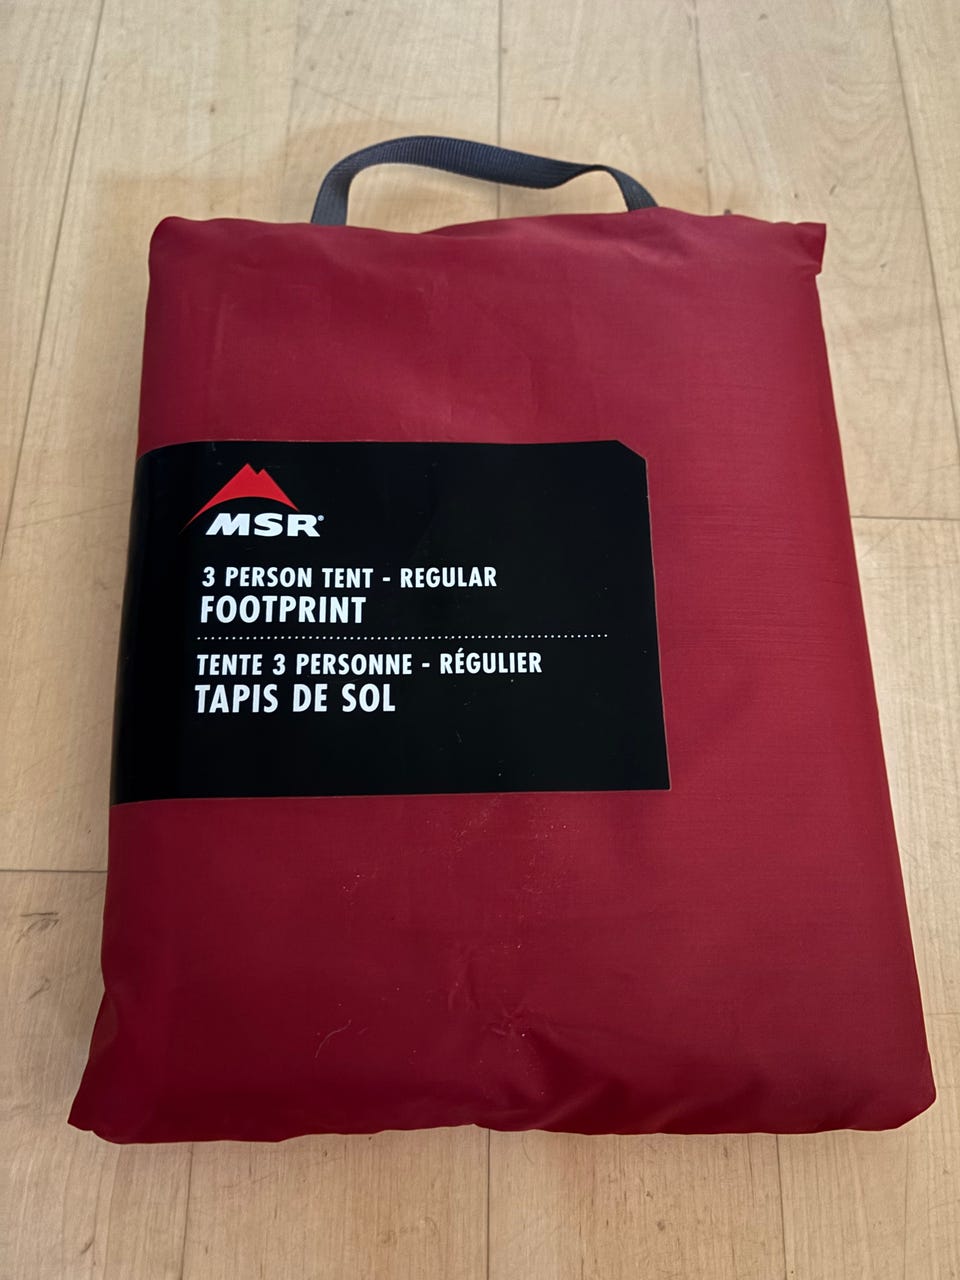 MSR®
3 PERSON TENT - REGULAR
FOOTPRINT
TENTE 3 PERSONNE - RÉGULIER
TAPIS DE SOL